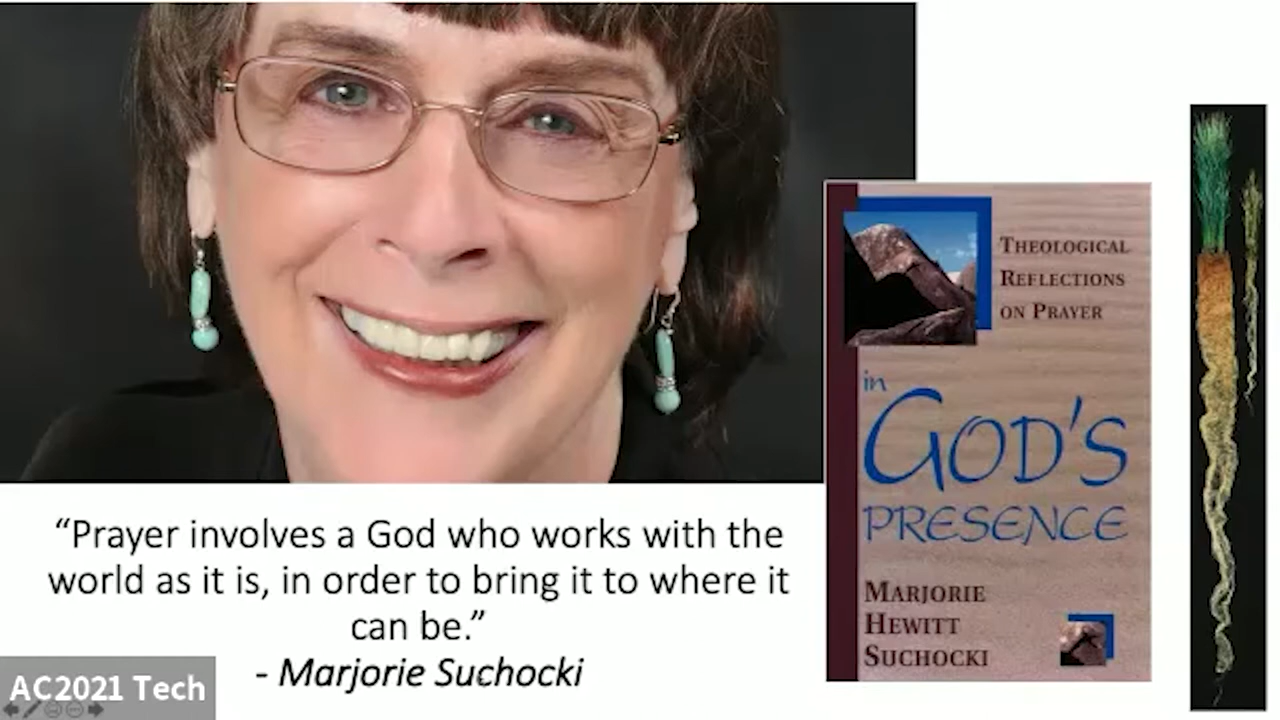 THEOLOGICAL
REFLECTIONS
ON PRAYER
in
GOD'S
PRESENCE
MARJORIE
HEWITT
SUCHOCKI
“Prayer involves a God who works with the
world as it is, in order to bring it to where it
can be.”
- Marjorie Suchocki
AC2021 Tech